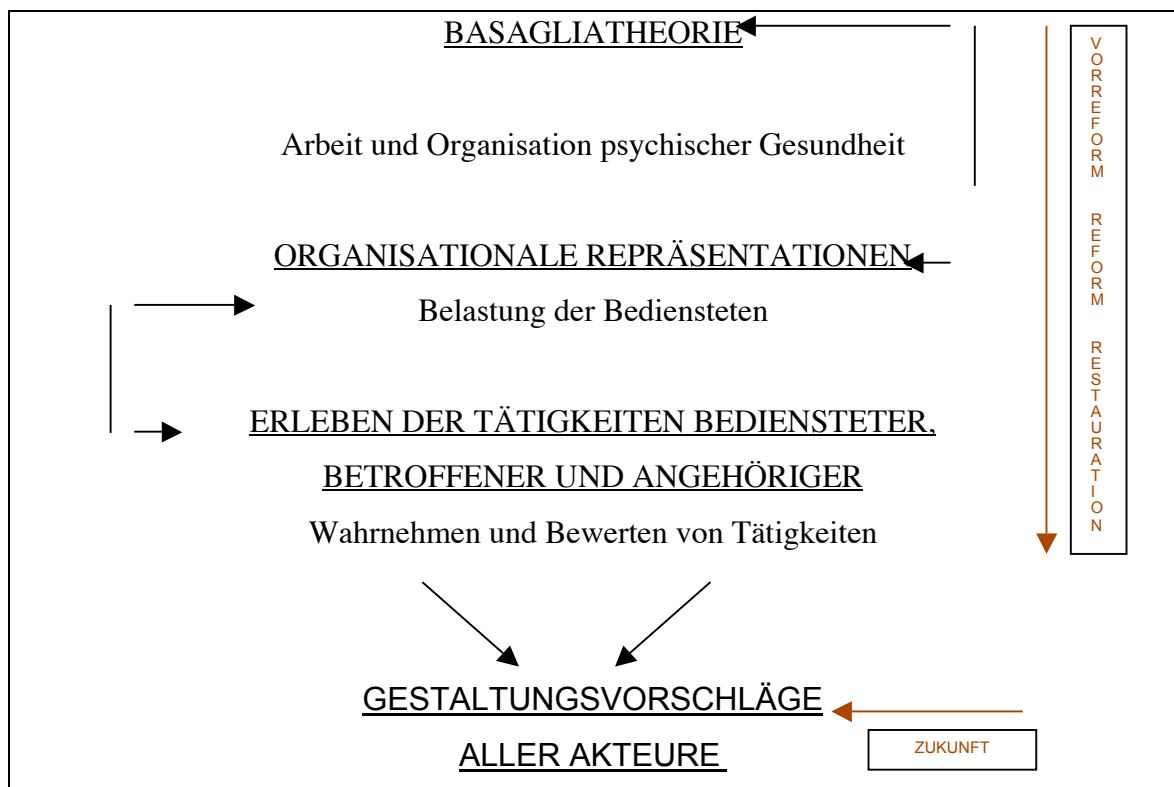 BASAGLIATHEORIE
Arbeit und Organisation psychischer Gesundheit
ORGANISATIONALE REPRÄSENTATIONEN
Belastung der Bediensteten
ERLEBEN DER TÄTIGKEITEN BEDIENSTETER,
BETROFFENER UND ANGEHÖRIGER
Wahrnehmen und Bewerten von Tätigkeiten
GESTALTUNGSVORSCHLÄGE
ALLER AKTEURE
VORREFORM REFORM RESTAURATION
ZUKUNFT